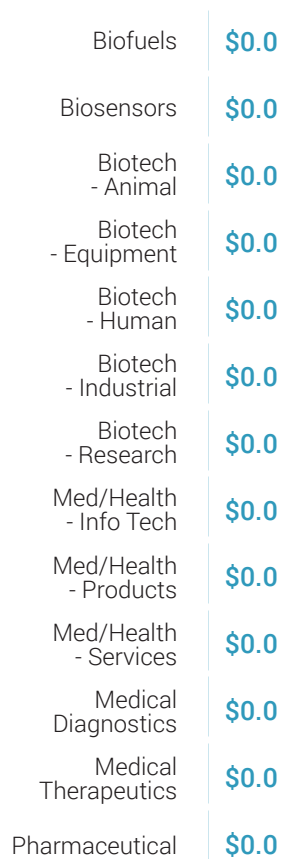 Biofuels $0.0
Biosensors $0.0
Biotech
- Animal $0.0
Biotech
- Equipment $0.0
Biotech
- Human $0.0
Biotech
- Industrial $0.0
Biotech
- Research $0.0
Med/Health
- Info Tech $0.0
Med/Health
- Products $0.0
Med/Health
- Services $0.0
Medical
Diagnostics $0.0
Medical
Therapeutics $0.0
Pharmaceutical $0.0